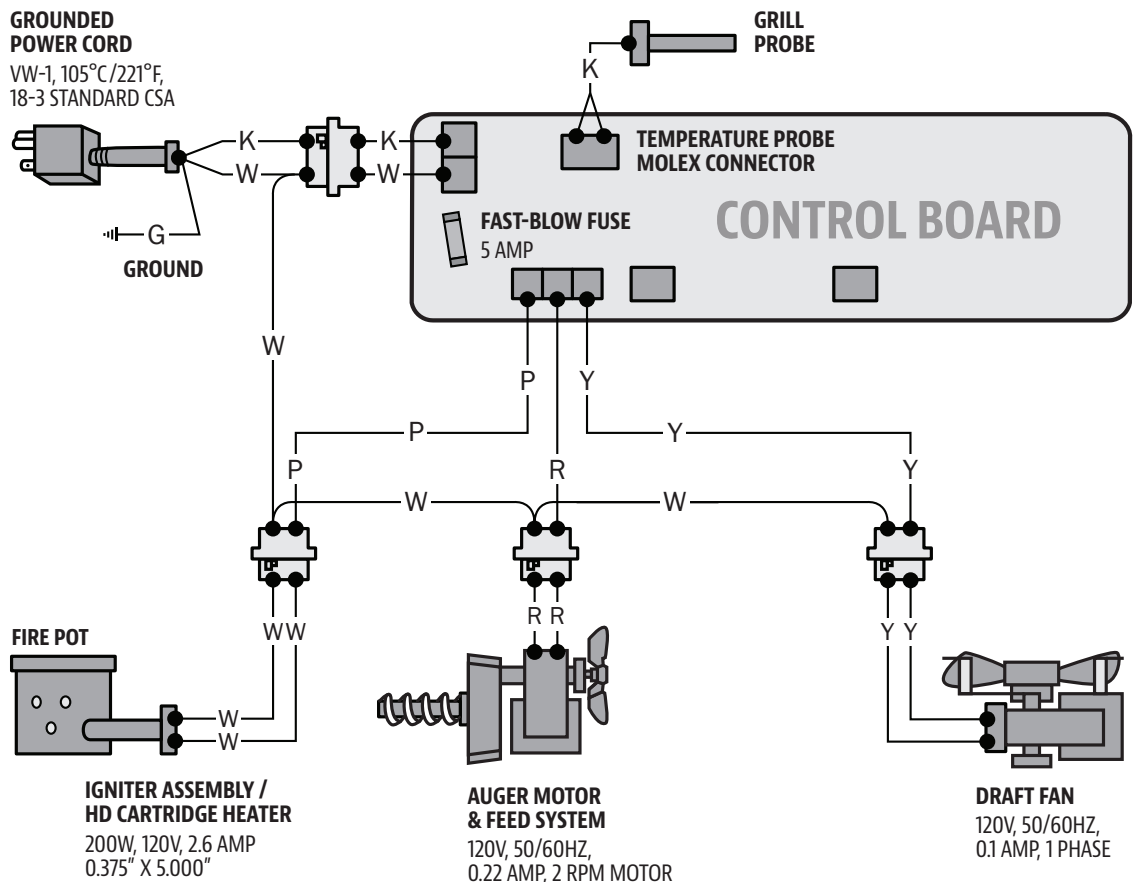 GROUNDED
POWER CORD
VW-1, 105°C/221°F,
18-3 STANDARD CSA
GRILL
PROBE
K
K
K
W
W
G
GROUND
TEMPERATURE PROBE
MOLEX CONNECTOR
FAST-BLOW FUSE
5 AMP
CONTROL BOARD
W
P
Y
P
Y
P
R
Y
W
W
W W
R R
Y Y
FIRE POT
W
W
IGNITER ASSEMBLY /
HD CARTRIDGE HEATER
200W, 120V, 2.6 AMP
0.375” X 5.000”
AUGER MOTOR
& FEED SYSTEM
120V, 50/60HZ,
0.22 AMP, 2 RPM MOTOR
DRAFT FAN
120V, 50/60HZ,
0.1 AMP, 1 PHASE